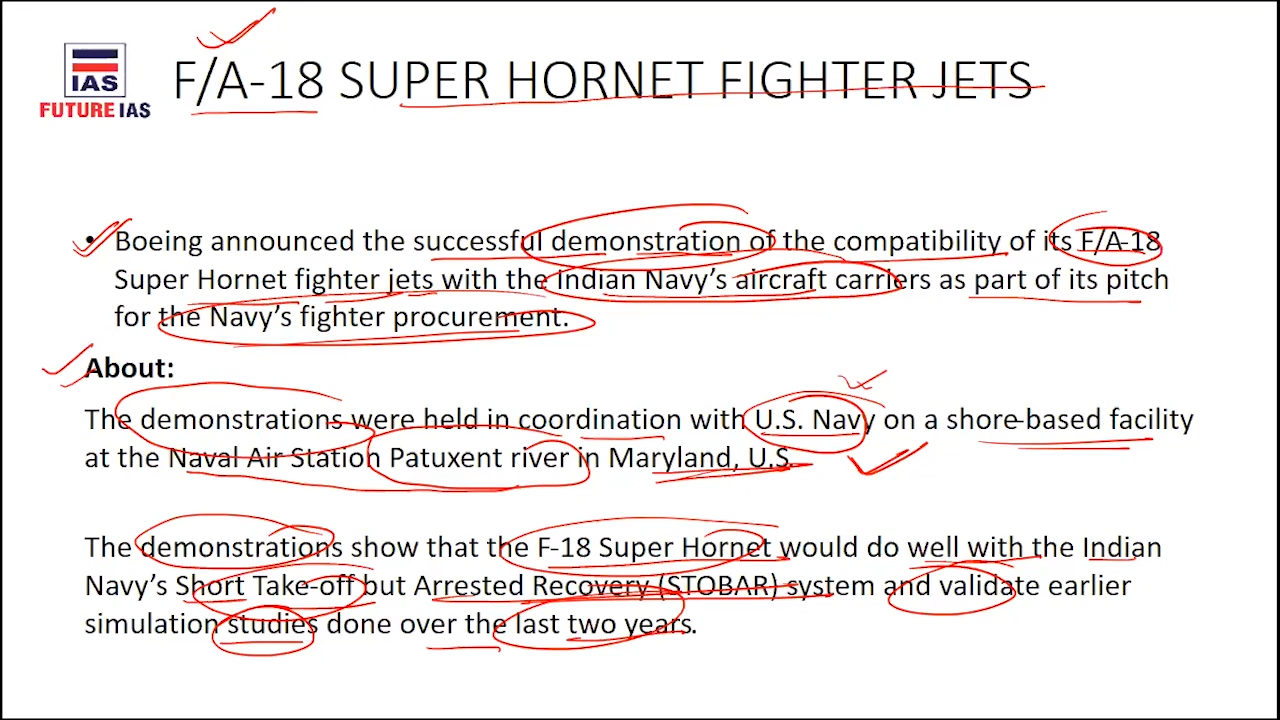 IAS
FUTURE IAS
F/A-18 SUPER HORNET FIGHTER JETS
• Boeing announced the successful demonstration of the compatibility of its F/A-18
Super Hornet fighter jets with the Indian Navy's aircraft carriers as part of its pitch
for the Navy's fighter procurement.
About:
The demonstrations were held in coordination with U.S. Navy on a shore-based facility
at the Naval Air Station Patuxent river in Maryland, U.S.
The demonstrations show that the F-18 Super Hornet would do well with the Indian
Navy's Short Take-off but Arrested Recovery (STOBAR) system and validate earlier
simulation studies done over the last two years.